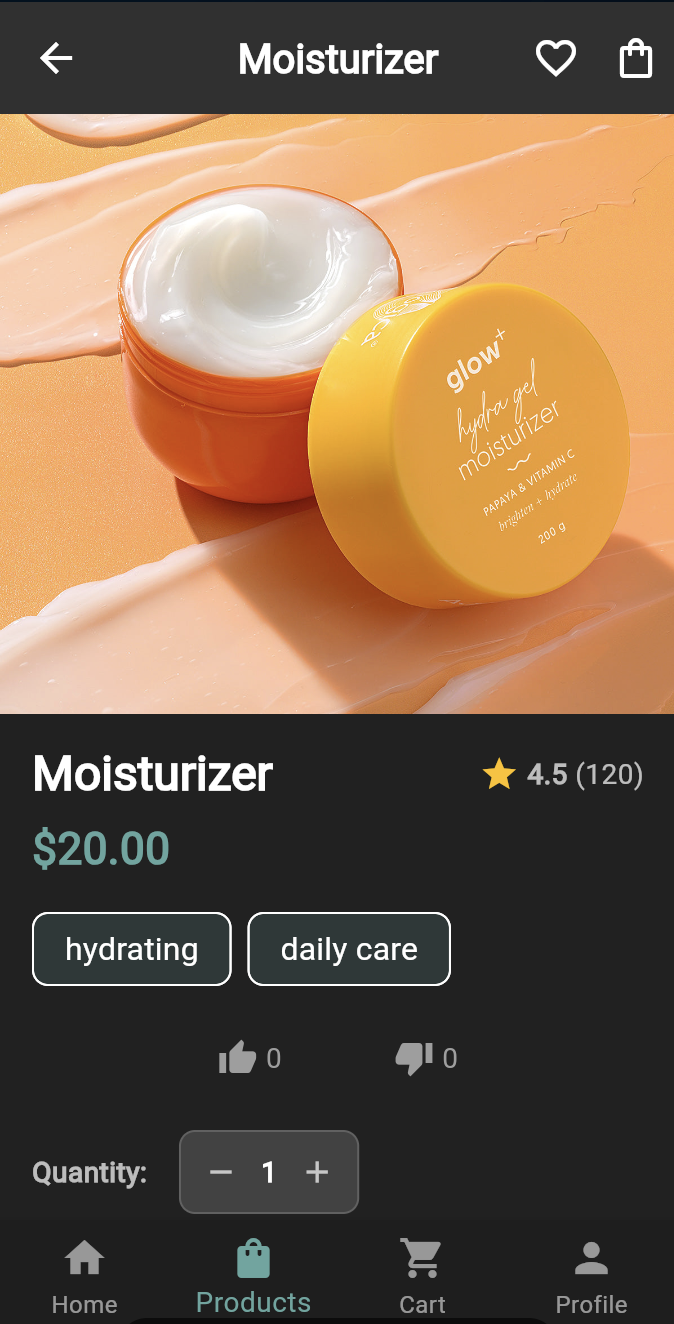 Moisturizer
glow+
hydra gel
moisturizer
PAPAYA & VITAMIN C
brighten + hydrate
200 g
Moisturizer
4.5 (120)
$20.00
hydrating daily care
0 0
Quantity: 1
Home Products Cart Profile